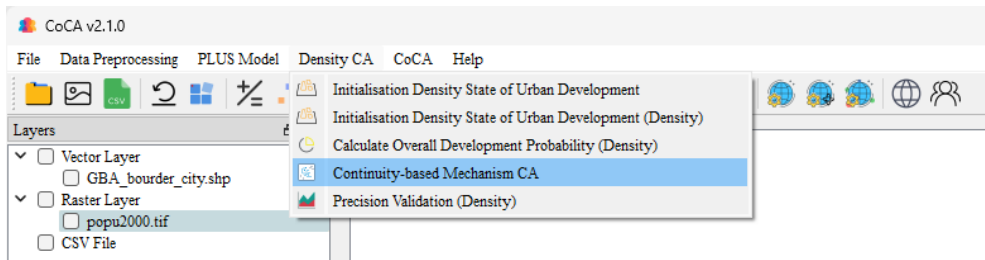 CoCA v2.1.0
File Data Preprocessing PLUS Model Density CA CoCA Help
CSV
Layers
Initialisation Density State of Urban Development
Initialisation Density State of Urban Development (Density)
Calculate Overall Development Probability (Density)
Continuity-based Mechanism CA
Precision Validation (Density)
Vector Layer
GBA_bourder_city.shp
Raster Layer
popu2000.tif
CSV File